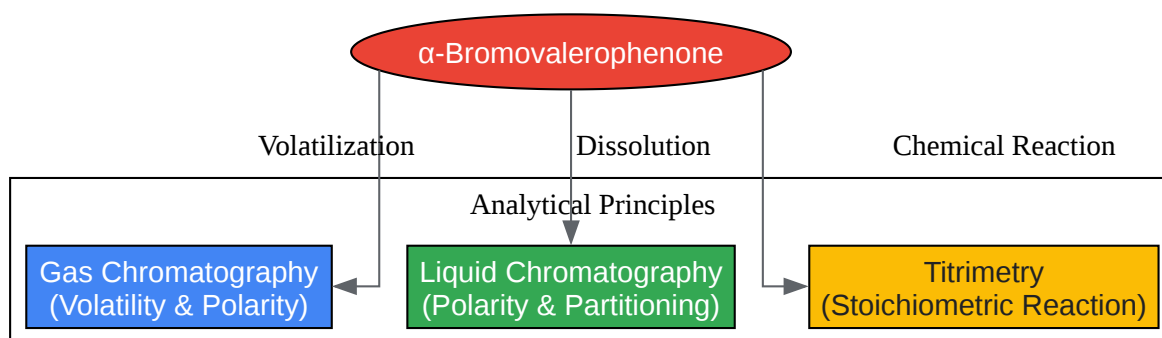 α-Bromovalerophenone
Volatilization
Dissolution
Chemical Reaction
Analytical Principles
Gas Chromatography
(Volatility & Polarity)
Liquid Chromatography
(Polarity & Partitioning)
Titrimetry
(Stoichiometric Reaction)